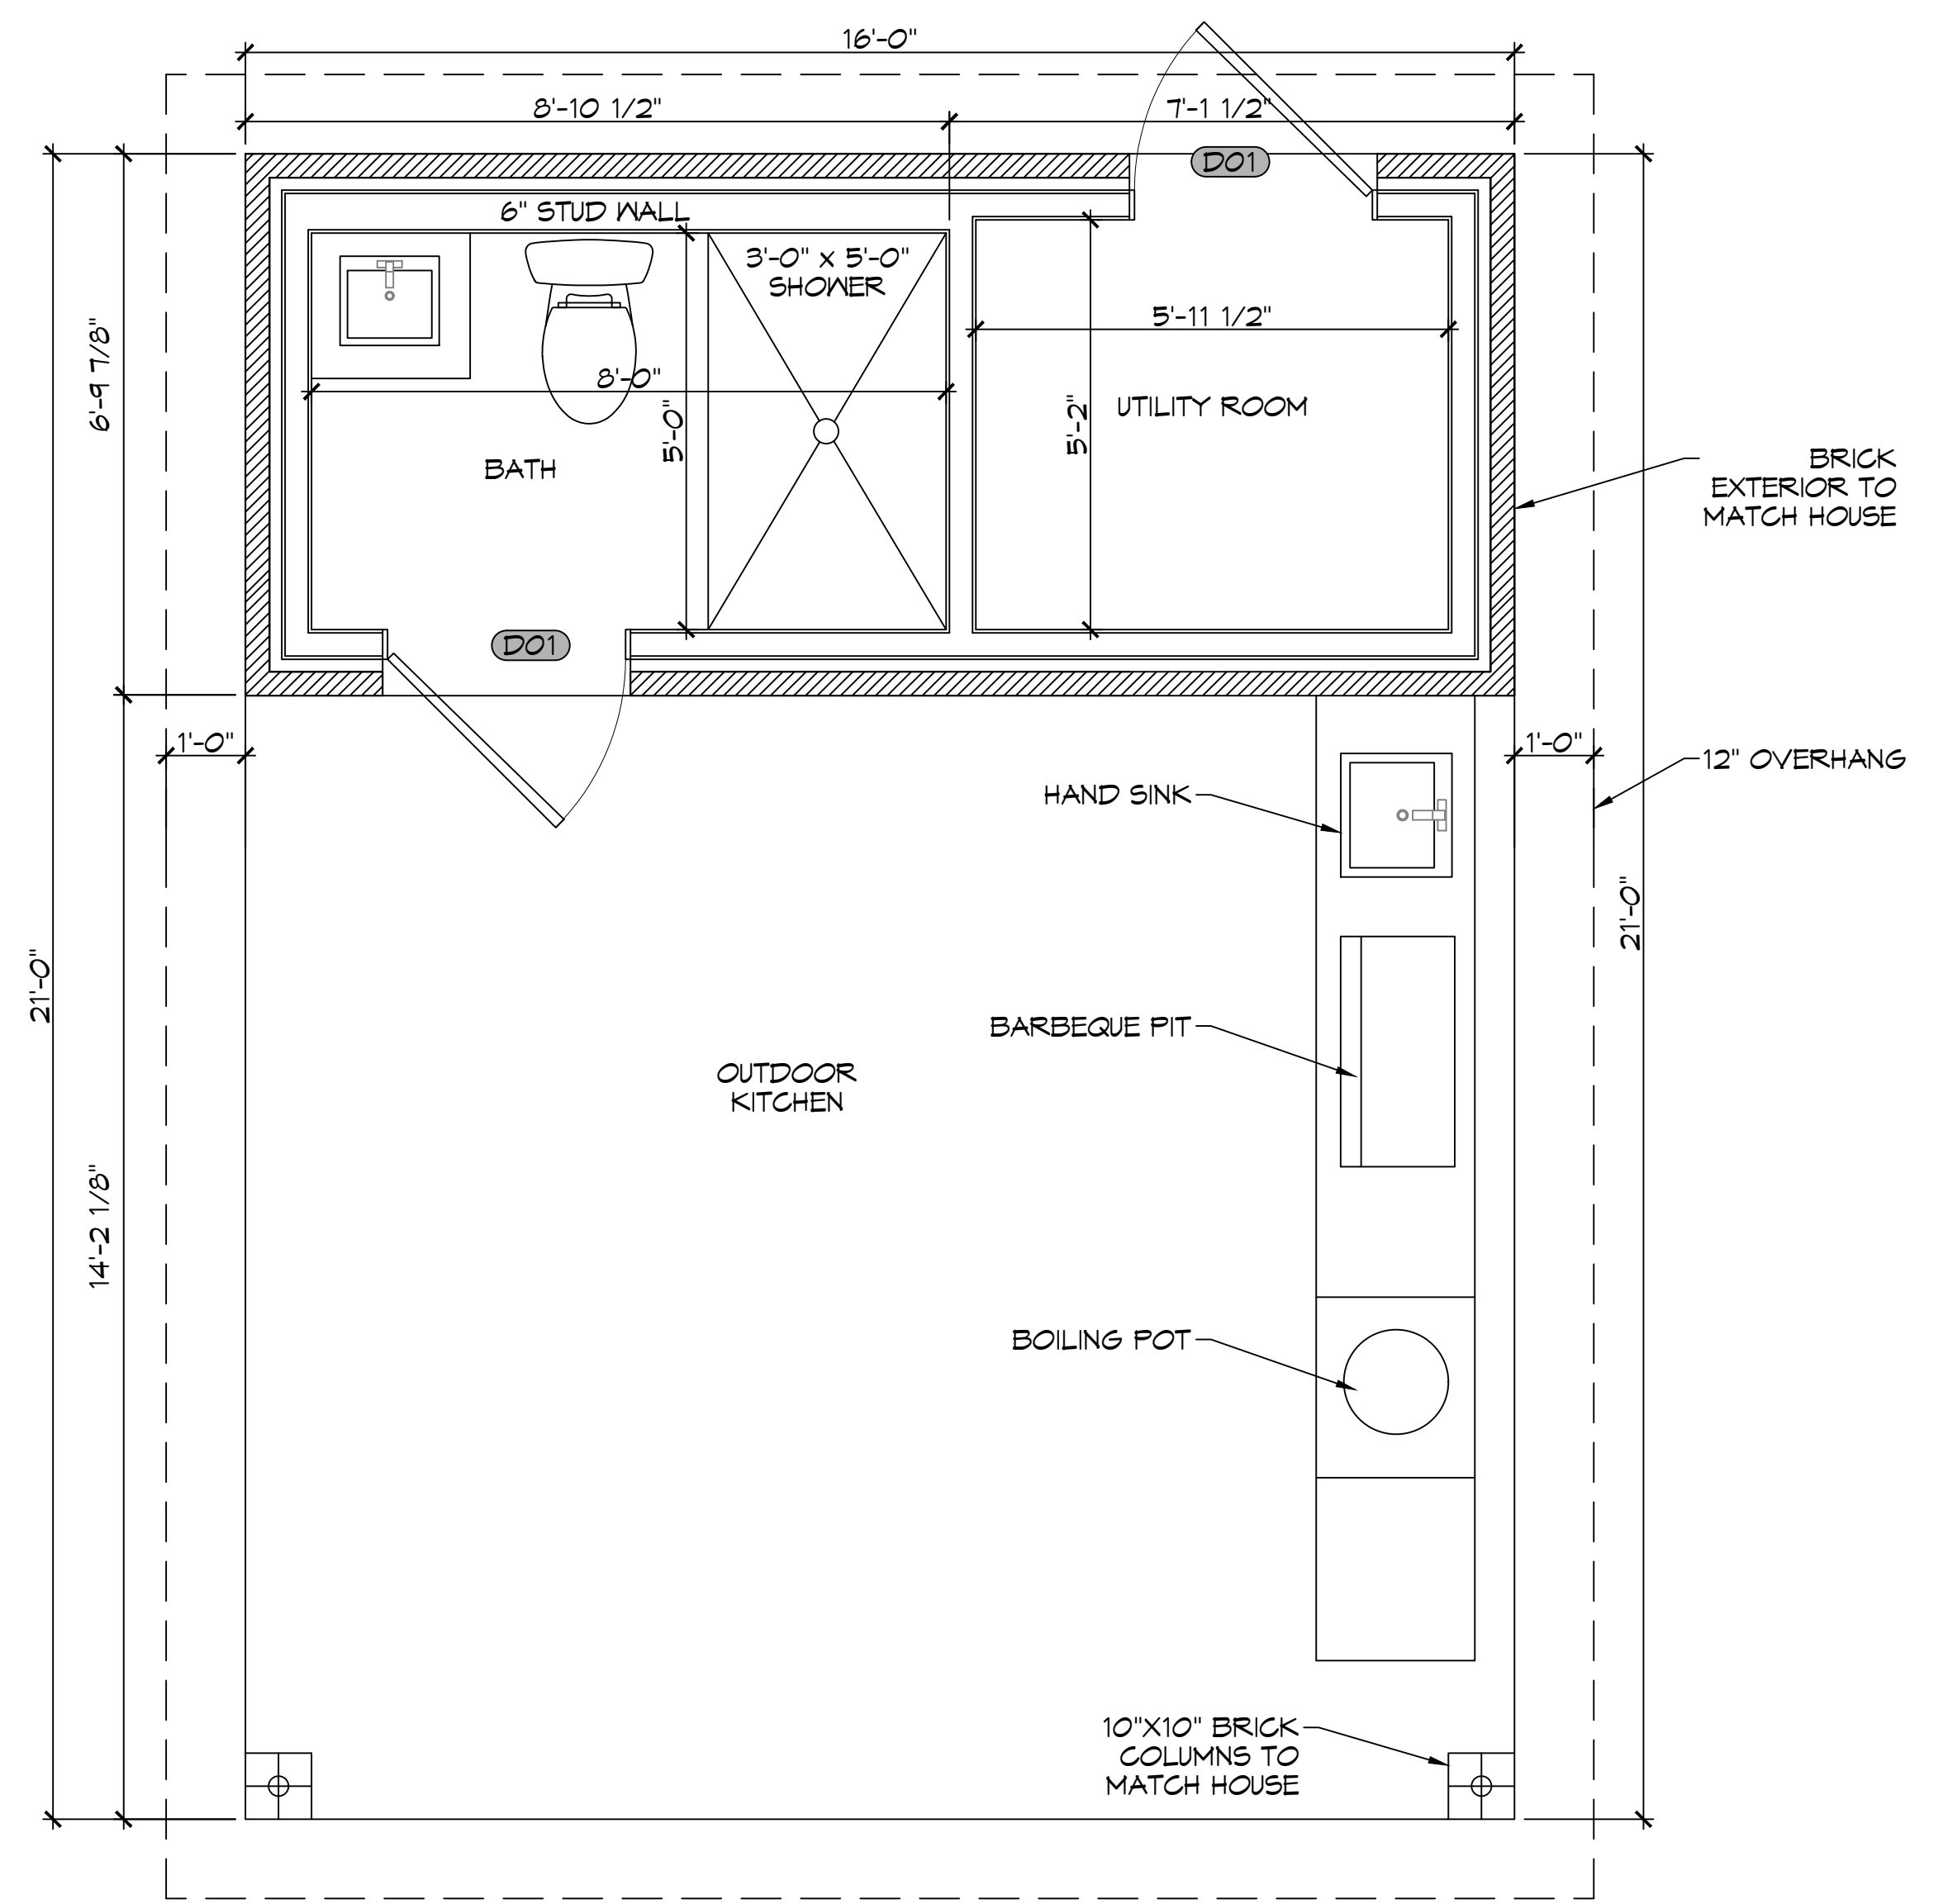 16'-0"
8'-10 1/2"
7'-1 1/2"
D01
6" STUD WALL
3'-0" x 5'-0"
SHOWER
5'-11 1/2"
6'-9 7/8"
8'-0"
5'-0"
5'-2"
UTILITY ROOM
BATH
BRICK
EXTERIOR TO
MATCH HOUSE
D01
1'-0"
1'-0"
12" OVERHANG
HAND SINK
21'-0"
21'-0"
BARBEQUE PIT
OUTDOOR
KITCHEN
14'-2 1/8"
BOILING POT
10"X10" BRICK
COLUMNS TO
MATCH HOUSE